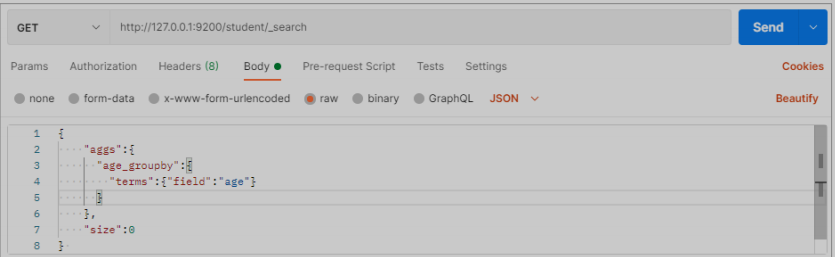 GET http://127.0.0.1:9200/student/_search Send
Params Authorization Headers (8) Body Pre-request Script Tests Settings Cookies
none form-data x-www-form-urlencoded raw binary GraphQL JSON Beautify
1 {
2 "aggs":{
3 "age_groupby":{
4 "terms":{"field":"age"}
5 }
6 },
7 "size":0
8 }